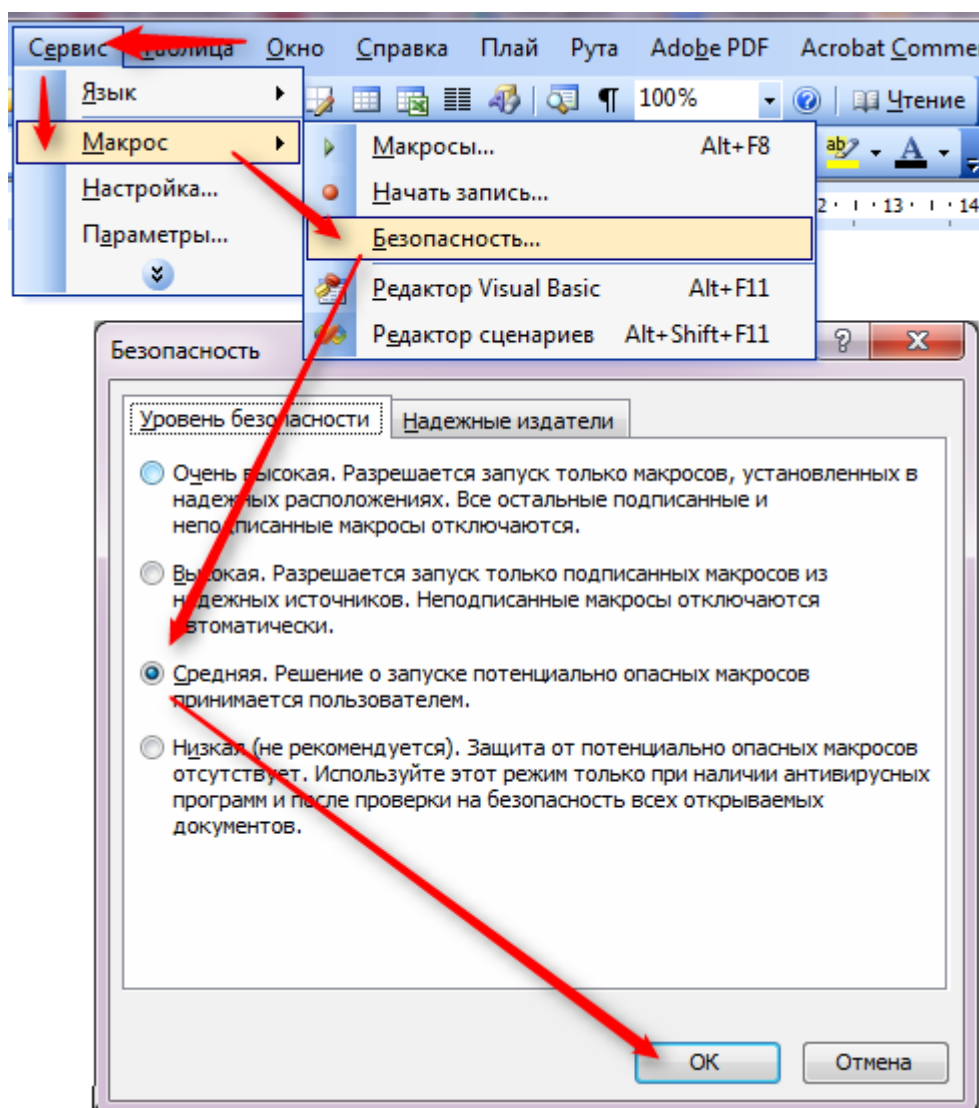 Сервис Таблица Окно Справка Плай Рута Adobe PDF Acrobat Comme
Язык
100%
Чтение
Макрос
Макросы... Alt+F8
Настройка...
Начать запись...
2 · 13 · 14
Параметры...
Безопасность...
Редактор Visual Basic Alt+F11
Редактор сценариев Alt+Shift+F11
Безопасность
Уровень безопасности Надежные издатели
Очень высокая. Разрешается запуск только макросов, установленных в
надежных расположениях. Все остальные подписанные и
неподписанные макросы отключаются.
Высокая. Разрешается запуск только подписанных макросов из
надежных источников. Неподписанные макросы отключаются
автоматически.
Средняя. Решение о запуске потенциально опасных макросов
принимается пользователем.
Низкая (не рекомендуется). Защита от потенциально опасных макросов
отсутствует. Используйте этот режим только при наличии антивирусных
программ и после проверки на безопасность всех открываемых
документов.
ОК Отмена